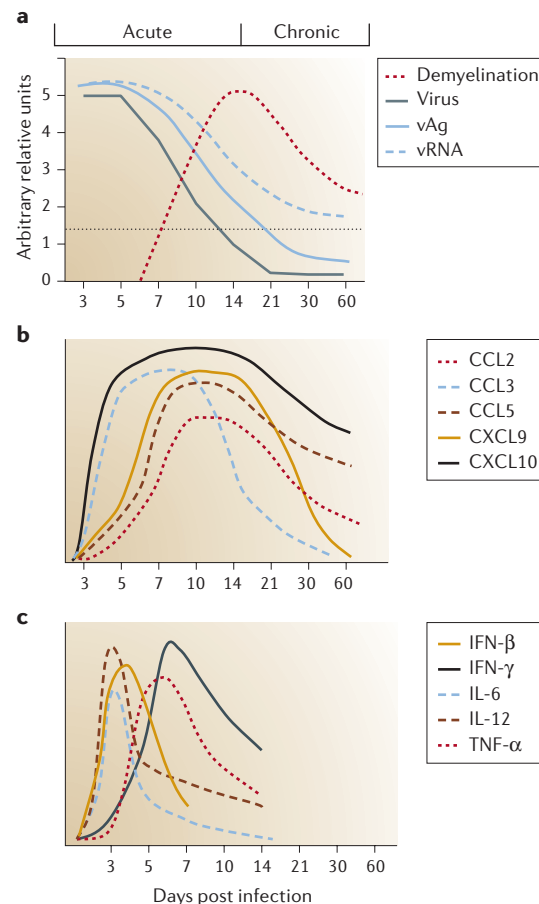 a
Acute
Chronic
Arbitrary relative units
5
4
3
2
1
0
3 5 7 10 14 21 30 60
Demyelination
Virus
vAg
vRNA
b
3 5 7 10 14 21 30 60
CCL2
CCL3
CCL5
CXCL9
CXCL10
c
3 5 7 10 14 21 30 60
Days post infection
IFN-β
IFN-γ
IL-6
IL-12
TNF-α